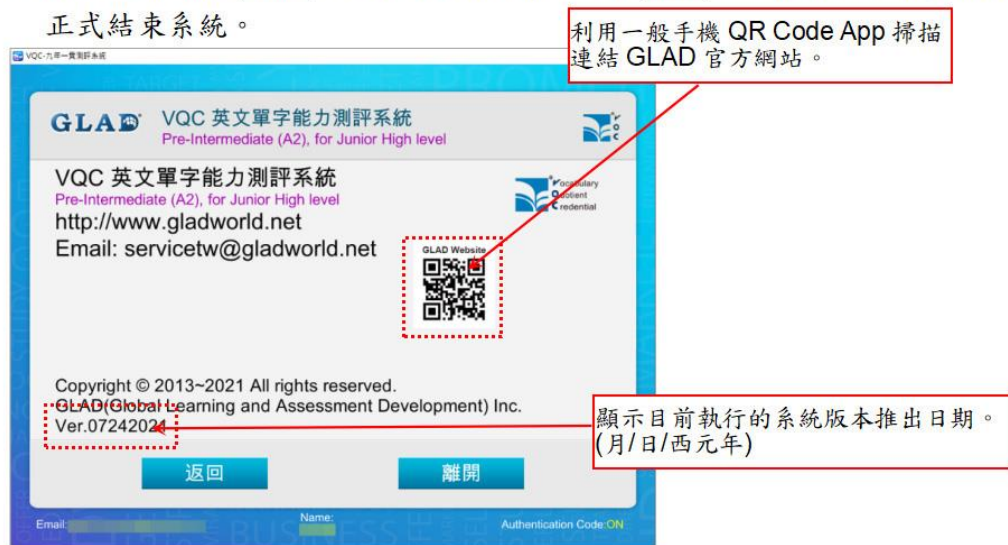 正式結束系統。
利用一般手機 QR Code App 掃描
連結 GLAD 官方網站。
VQC-九年一貫測評系統
GLAD
VQC 英文單字能力測評系統
Pre-Intermediate (A2), for Junior High level
VQC 英文單字能力測評系統
Pre-Intermediate (A2), for Junior High level
Vocabulary
Quotient
Credential
http://www.gladworld.net
Email: servicetw@gladworld.net
GLAD Website
Copyright © 2013~2021 All rights reserved.
GLAD(Global Learning and Assessment Development) Inc.
Ver.07242021
顯示目前執行的系統版本推出日期。
(月/日/西元年)
返回
離開
Email:
Name:
Authentication Code:ON